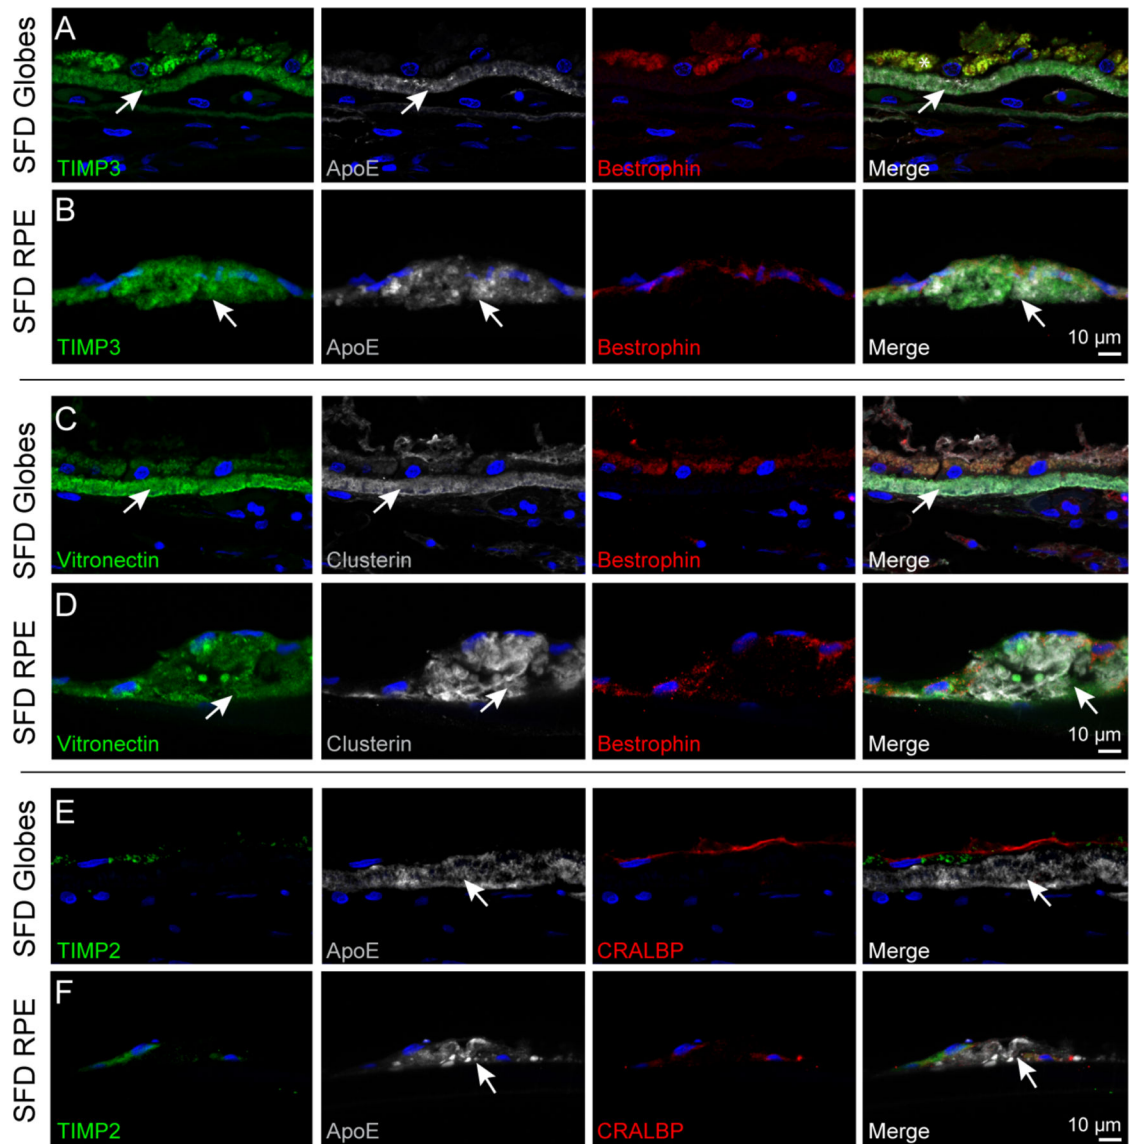 SFD Globes
A
TIMP3
ApoE
Bestrophin
*
Merge
SFD RPE
B
TIMP3
ApoE
Bestrophin
Merge
10 µm
SFD Globes
C
Vitronectin
Clusterin
Bestrophin
Merge
SFD RPE
D
Vitronectin
Clusterin
Bestrophin
Merge
10 µm
SFD Globes
E
TIMP2
ApoE
CRALBP
Merge
SFD RPE
F
TIMP2
ApoE
CRALBP
Merge
10 µm